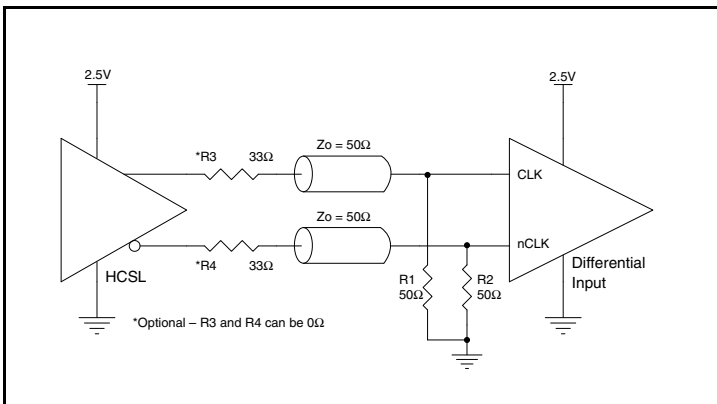 2.5V
2.5V
*R3
33Ω
Zo = 50Ω
CLK
Zo = 50Ω
nCLK
*R4
33Ω
HCSL
R1
50Ω
R2
50Ω
Differential
Input
*Optional – R3 and R4 can be 0Ω